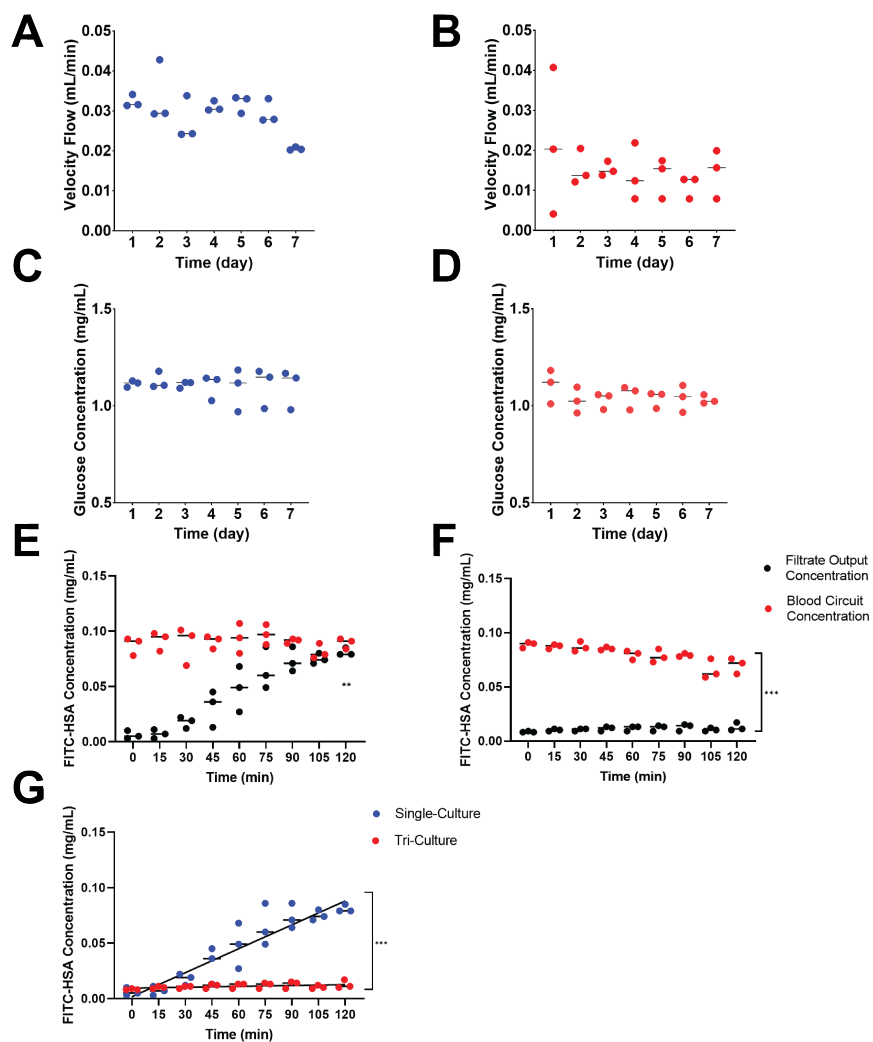 A
Velocity Flow (mL/min)
0.05
0.04
0.03
0.02
0.01
0.00
1 2 3 4 5 6 7
Time (day)
B
Velocity Flow (mL/min)
0.05
0.04
0.03
0.02
0.01
0.00
1 2 3 4 5 6 7
Time (day)
C
Glucose Concentration (mg/mL)
1.5
1.0
0.5
1 2 3 4 5 6 7
Time (day)
D
Glucose Concentration (mg/mL)
1.5
1.0
0.5
1 2 3 4 5 6 7
Time (day)
E
FITC-HSA Concentration (mg/mL)
0.15
0.10
0.05
0.00
**
0 15 30 45 60 75 90 105 120
Time (min)
F
FITC-HSA Concentration (mg/mL)
0.15
0.10
0.05
0.00
***
0 15 30 45 60 75 90 105 120
Time (min)
Filtrate Output
Concentration
Blood Circuit
Concentration
G
FITC-HSA Concentration (mg/mL)
0.15
0.10
0.05
0.00
***
0 15 30 45 60 75 90 105 120
Time (min)
Single-Culture
Tri-Culture